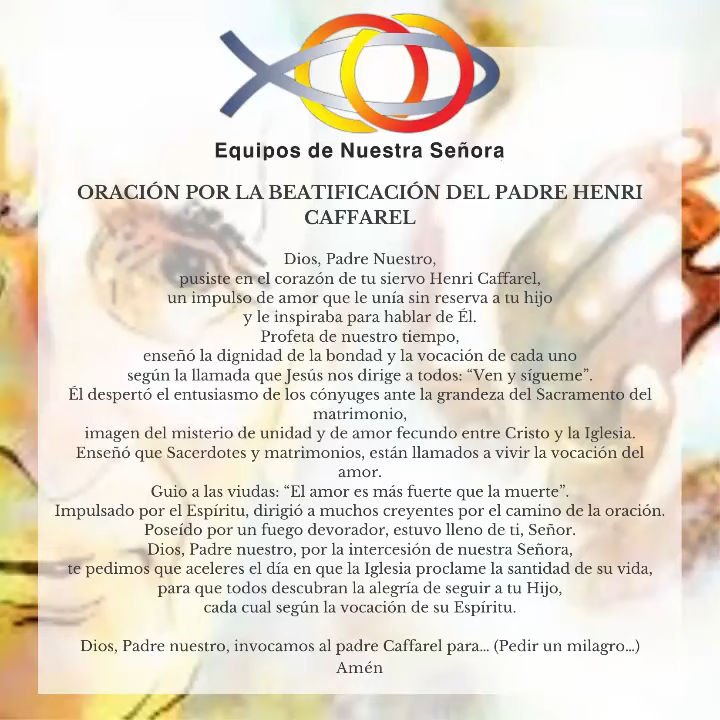 Equipos de Nuestra Señora
ORACIÓN POR LA BEATIFICACIÓN DEL PADRE HENRI
CAFFAREL
Dios, Padre Nuestro,
pusiste en el corazón de tu siervo Henri Caffarel,
un impulso de amor que le unía sin reserva a tu hijo
y le inspiraba para hablar de Él.
Profeta de nuestro tiempo,
enseñó la dignidad de la bondad y la vocación de cada uno
según la llamada que Jesús nos dirige a todos: “Ven y sígueme”.
Él despertó el entusiasmo de los cónyuges ante la grandeza del Sacramento del
matrimonio,
imagen del misterio de unidad y de amor fecundo entre Cristo y la Iglesia.
Enseñó que Sacerdotes y matrimonios, están llamados a vivir la vocación del
amor.
Guio a las viudas: “El amor es más fuerte que la muerte”.
Impulsado por el Espíritu, dirigió a muchos creyentes por el camino de la oración.
Poseído por un fuego devorador, estuvo lleno de ti, Señor.
Dios, Padre nuestro, por la intercesión de nuestra Señora,
te pedimos que aceleres el día en que la Iglesia proclame la santidad de su vida,
para que todos descubran la alegría de seguir a tu Hijo,
cada cual según la vocación de su Espíritu.
Dios, Padre nuestro, invocamos al padre Caffarel para... (Pedir un milagro...)
Amén